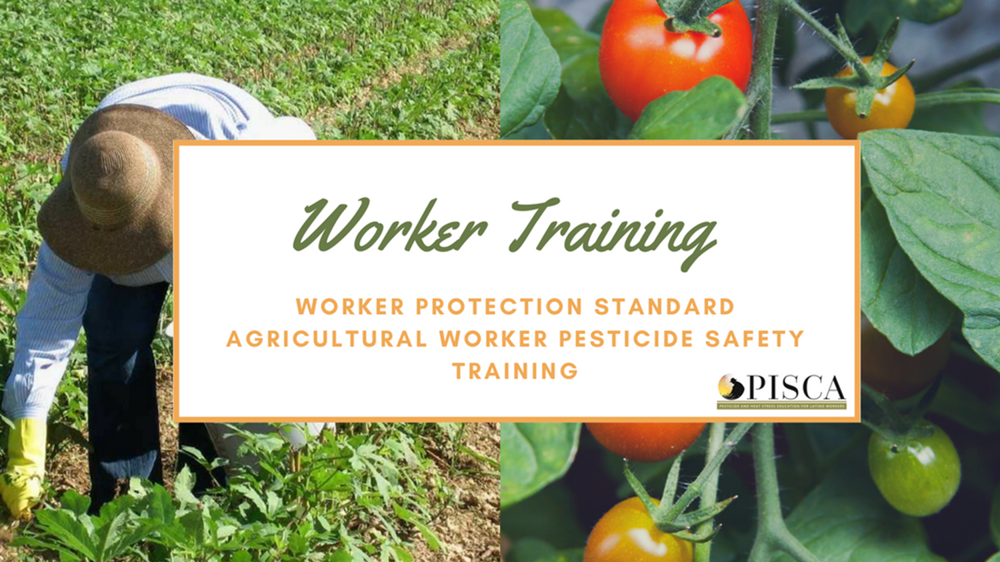 Worker Training
WORKER PROTECTION STANDARD
AGRICULTURAL WORKER PESTICIDE SAFETY
TRAINING
PISCA
PESTICIDE AND HEAT STRESS EDUCATION FOR LATINO WORKERS